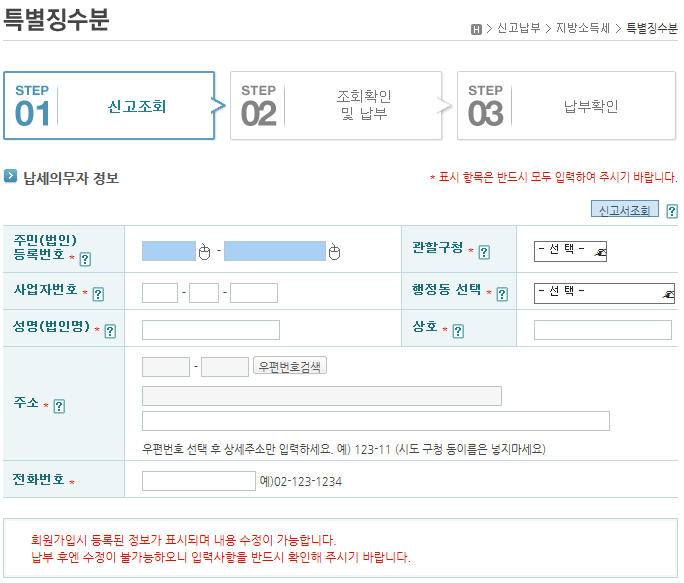 특별징수분
H > 신고납부 > 지방소득세 > 특별징수분
STEP 01 신고조회
STEP 02 조회확인 및 납부
STEP 03 납부확인
납세의무자 정보
* 표시 항목은 반드시 모두 입력하여 주시기 바랍니다.
신고서조회 ?
주민(법인)
등록번호 * ? -
관할구청 * ? - 선 택 -
사업자번호 * ? - -
행정동 선택 * ? - 선 택 -
성명(법인명) * ?
상호 * ?
주소 * ?
- 우편번호검색
우편번호 선택 후 상세주소만 입력하세요. 예) 123-11 (시도 구청 동이름은 넣지마세요)
전화번호 * 예)02-123-1234
회원가입시 등록된 정보가 표시되며 내용 수정이 가능합니다.
납부 후엔 수정이 불가능하오니 입력사항을 반드시 확인해 주시기 바랍니다.